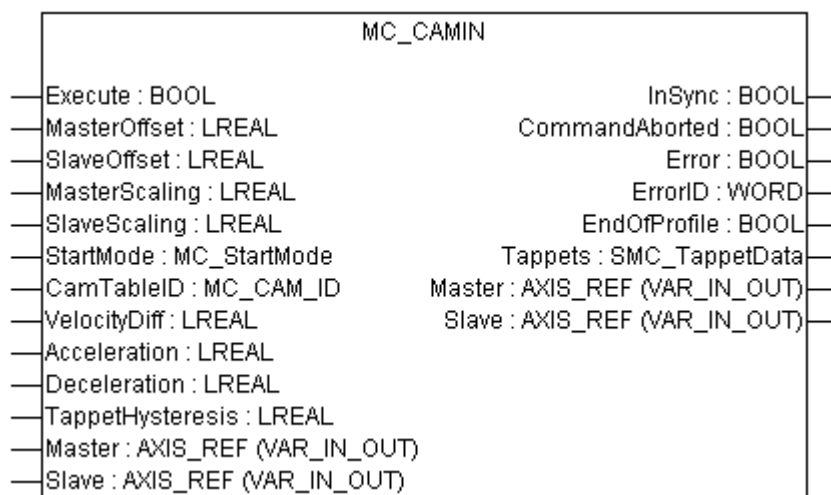 MC_CAMIN
Execute : BOOL InSync : BOOL
MasterOffset : LREAL CommandAborted : BOOL
SlaveOffset : LREAL Error : BOOL
MasterScaling : LREAL ErrorID : WORD
SlaveScaling : LREAL EndOfProfile : BOOL
StartMode : MC_StartMode Tappets : SMC_TappetData
CamTableID : MC_CAM_ID Master : AXIS_REF (VAR_IN_OUT)
VelocityDiff : LREAL Slave : AXIS_REF (VAR_IN_OUT)
Acceleration : LREAL
Deceleration : LREAL
TappetHysteresis : LREAL
Master : AXIS_REF (VAR_IN_OUT)
Slave : AXIS_REF (VAR_IN_OUT)